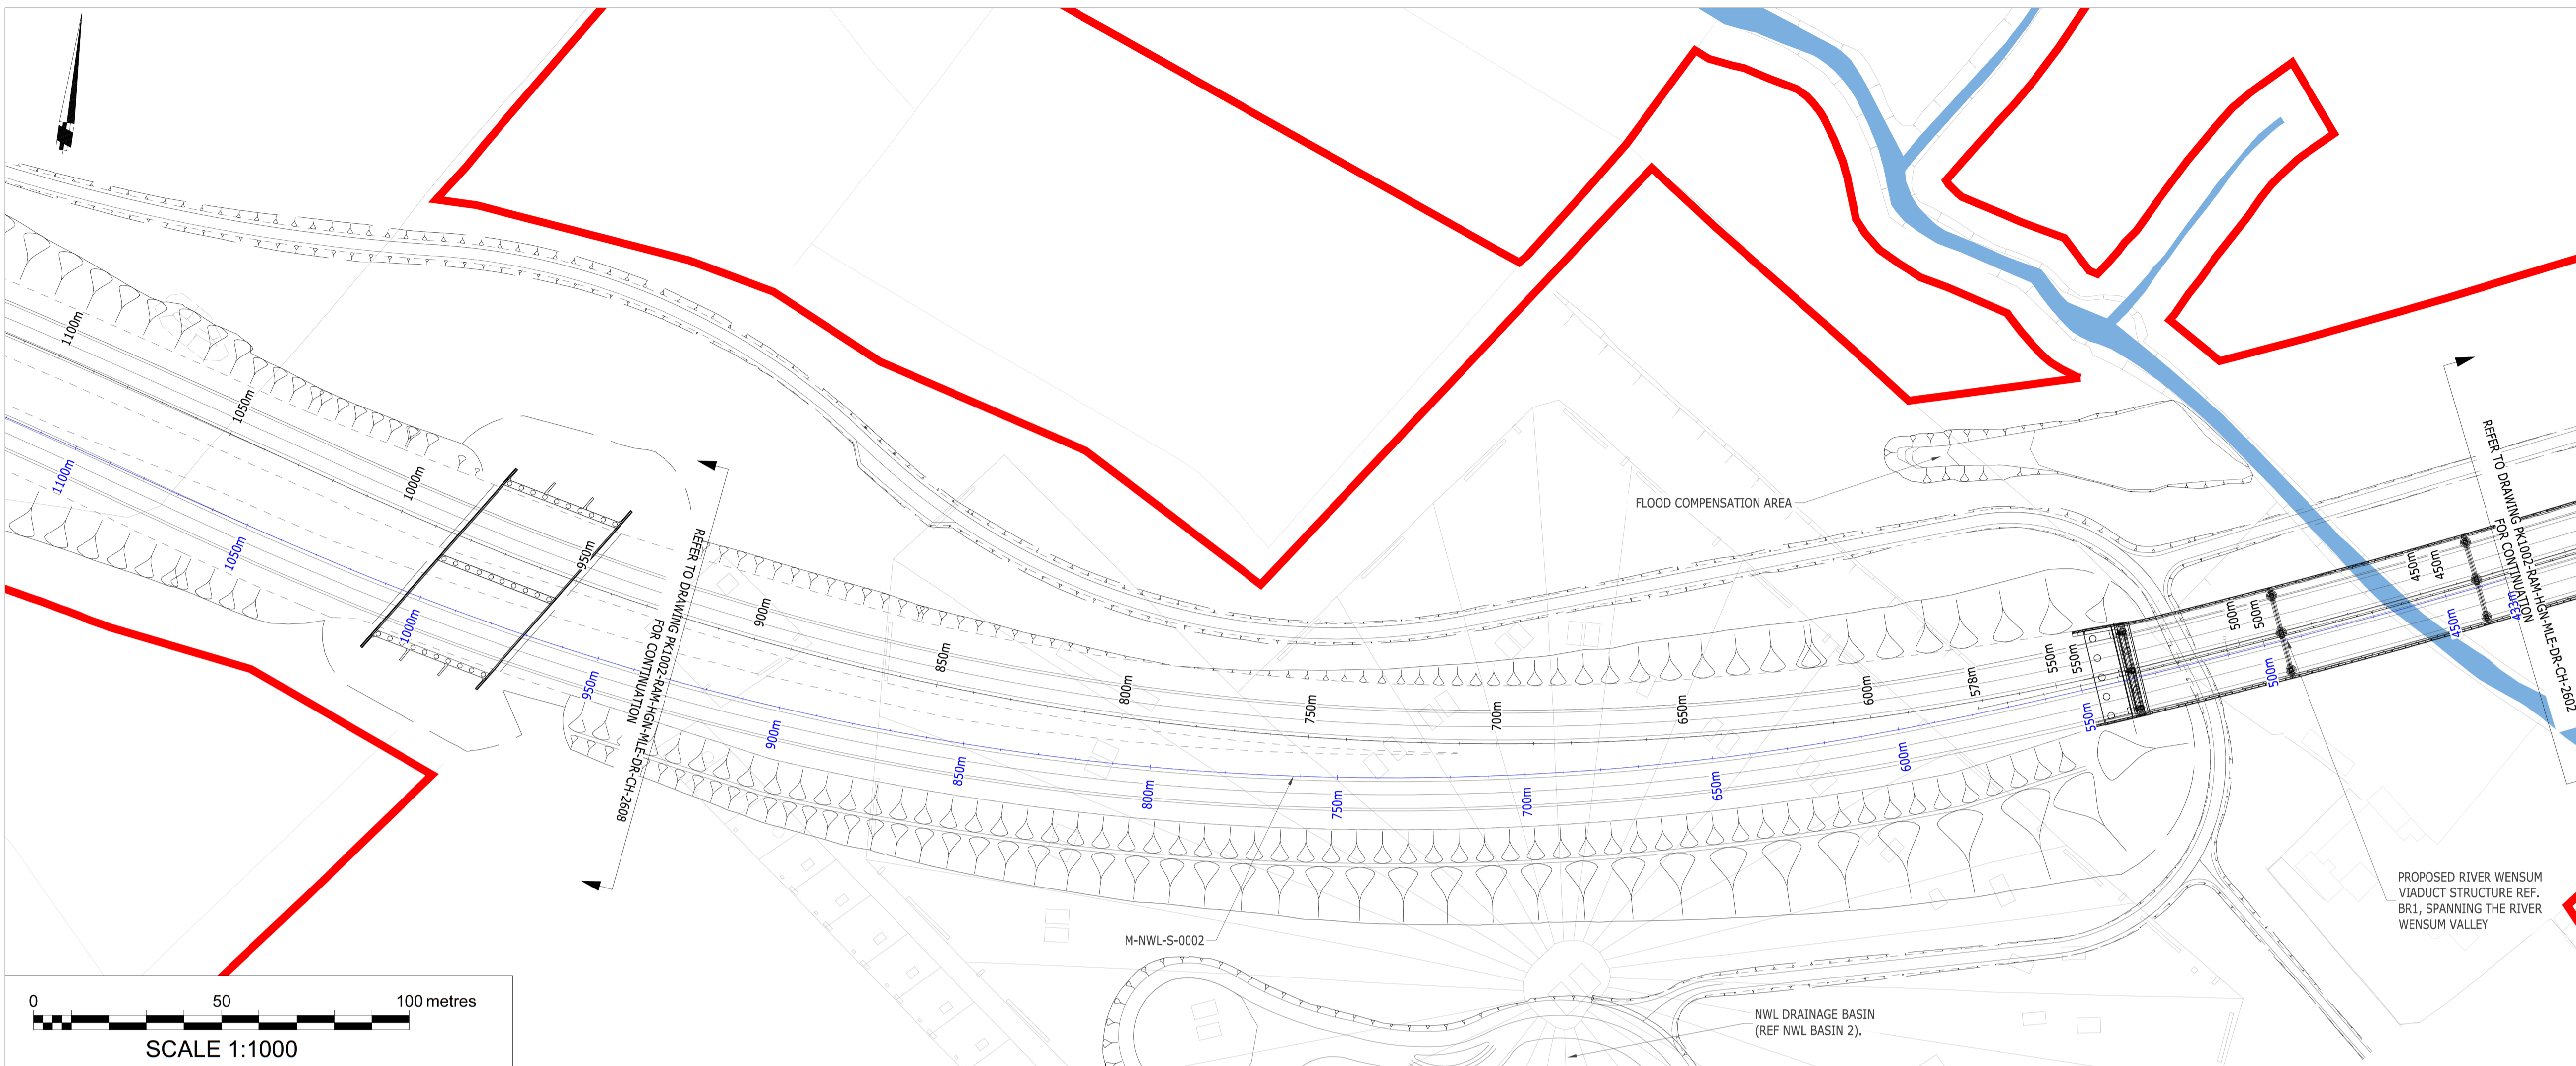 1100m
1050m
1000m
950m
900m
850m
800m
750m
700m
650m
600m
578m
550m
550m
500m
500m
450m
450m
1100m
1050m
1000m
950m
900m
850m
800m
750m
700m
650m
600m
550m
500m
450m
433m
REFER TO DRAWING PK1002-RAM-HGN-MLE-DR-CH-2608
FOR CONTINUATION
REFER TO DRAWING PK1002-RAM-HGN-MLE-DR-CH-2602
FOR CONTINUATION
FLOOD COMPENSATION AREA
M-NWL-S-0002
NWL DRAINAGE BASIN
(REF NWL BASIN 2).
PROPOSED RIVER WENSUM
VIADUCT STRUCTURE REF.
BR1, SPANNING THE RIVER
WENSUM VALLEY
0 50 100 metres
SCALE 1:1000